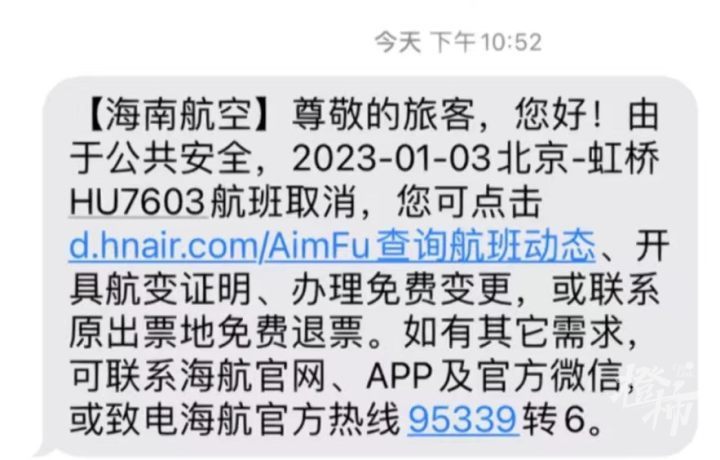 今天 下午10:52
【海南航空】尊敬的旅客，您好！由
于公共安全，2023-01-03北京-虹桥
HU7603航班取消，您可点击
d.hnair.com/AimFu查询航班动态、开
具航变证明、办理免费变更，或联系
原出票地免费退票。如有其它需求，
可联系海航官网、APP及官方微信，
或致电海航官方热线95339转6。
橙柿